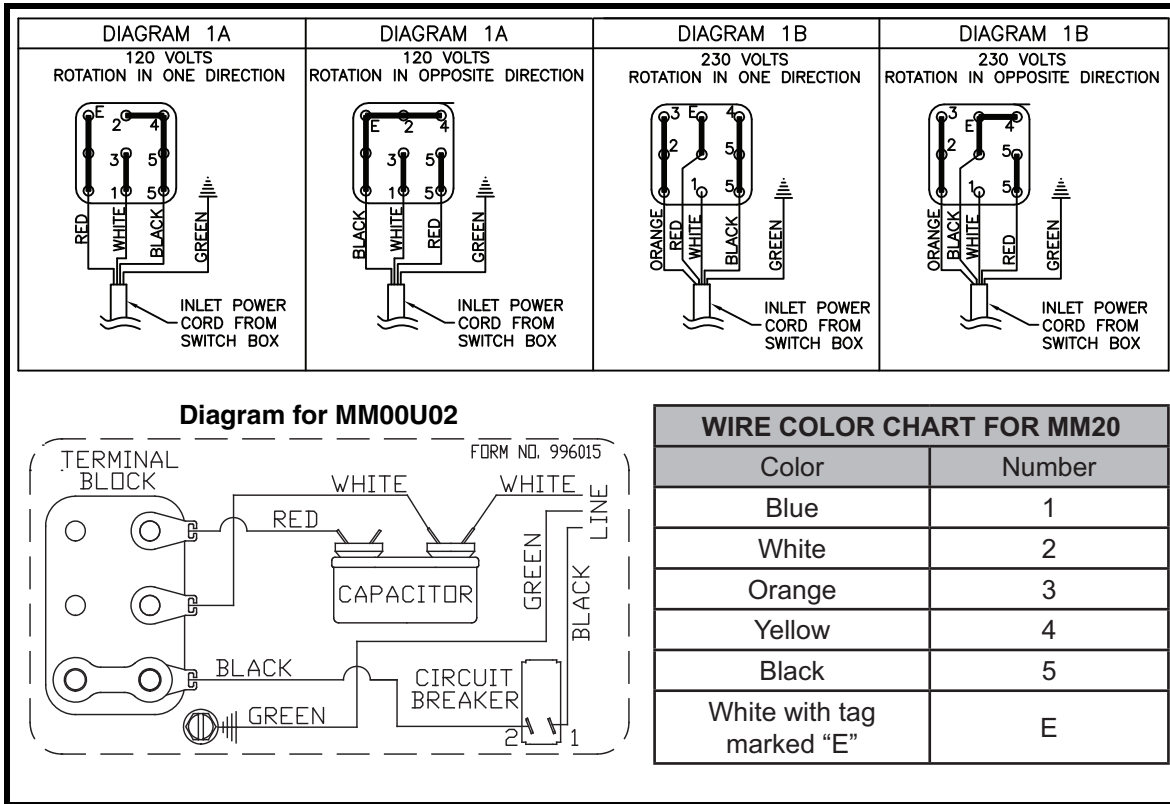 DIAGRAM 1A
120 VOLTS
ROTATION IN ONE DIRECTION
E
2
4
3
5
1
5
RED
WHITE
BLACK
GREEN
INLET POWER
CORD FROM
SWITCH BOX
DIAGRAM 1A
120 VOLTS
ROTATION IN OPPOSITE DIRECTION
E
2
4
3
5
1
5
BLACK
WHITE
RED
GREEN
INLET POWER
CORD FROM
SWITCH BOX
DIAGRAM 1B
230 VOLTS
ROTATION IN ONE DIRECTION
3
E
4
2
5
1
5
ORANGE
RED
WHITE
BLACK
GREEN
INLET POWER
CORD FROM
SWITCH BOX
DIAGRAM 1B
230 VOLTS
ROTATION IN OPPOSITE DIRECTION
3
E
4
2
5
1
5
ORANGE
BLACK
WHITE
RED
GREEN
INLET POWER
CORD FROM
SWITCH BOX
Diagram for MM00U02
FORM NO. 996015
TERMINAL
BLOCK
WHITE
WHITE
LINE
RED
CAPACITOR
GREEN
BLACK
BLACK
CIRCUIT
BREAKER
GREEN
2
1
WIRE COLOR CHART FOR MM20
Color Number
Blue 1
White 2
Orange 3
Yellow 4
Black 5
White with tag
marked “E” E